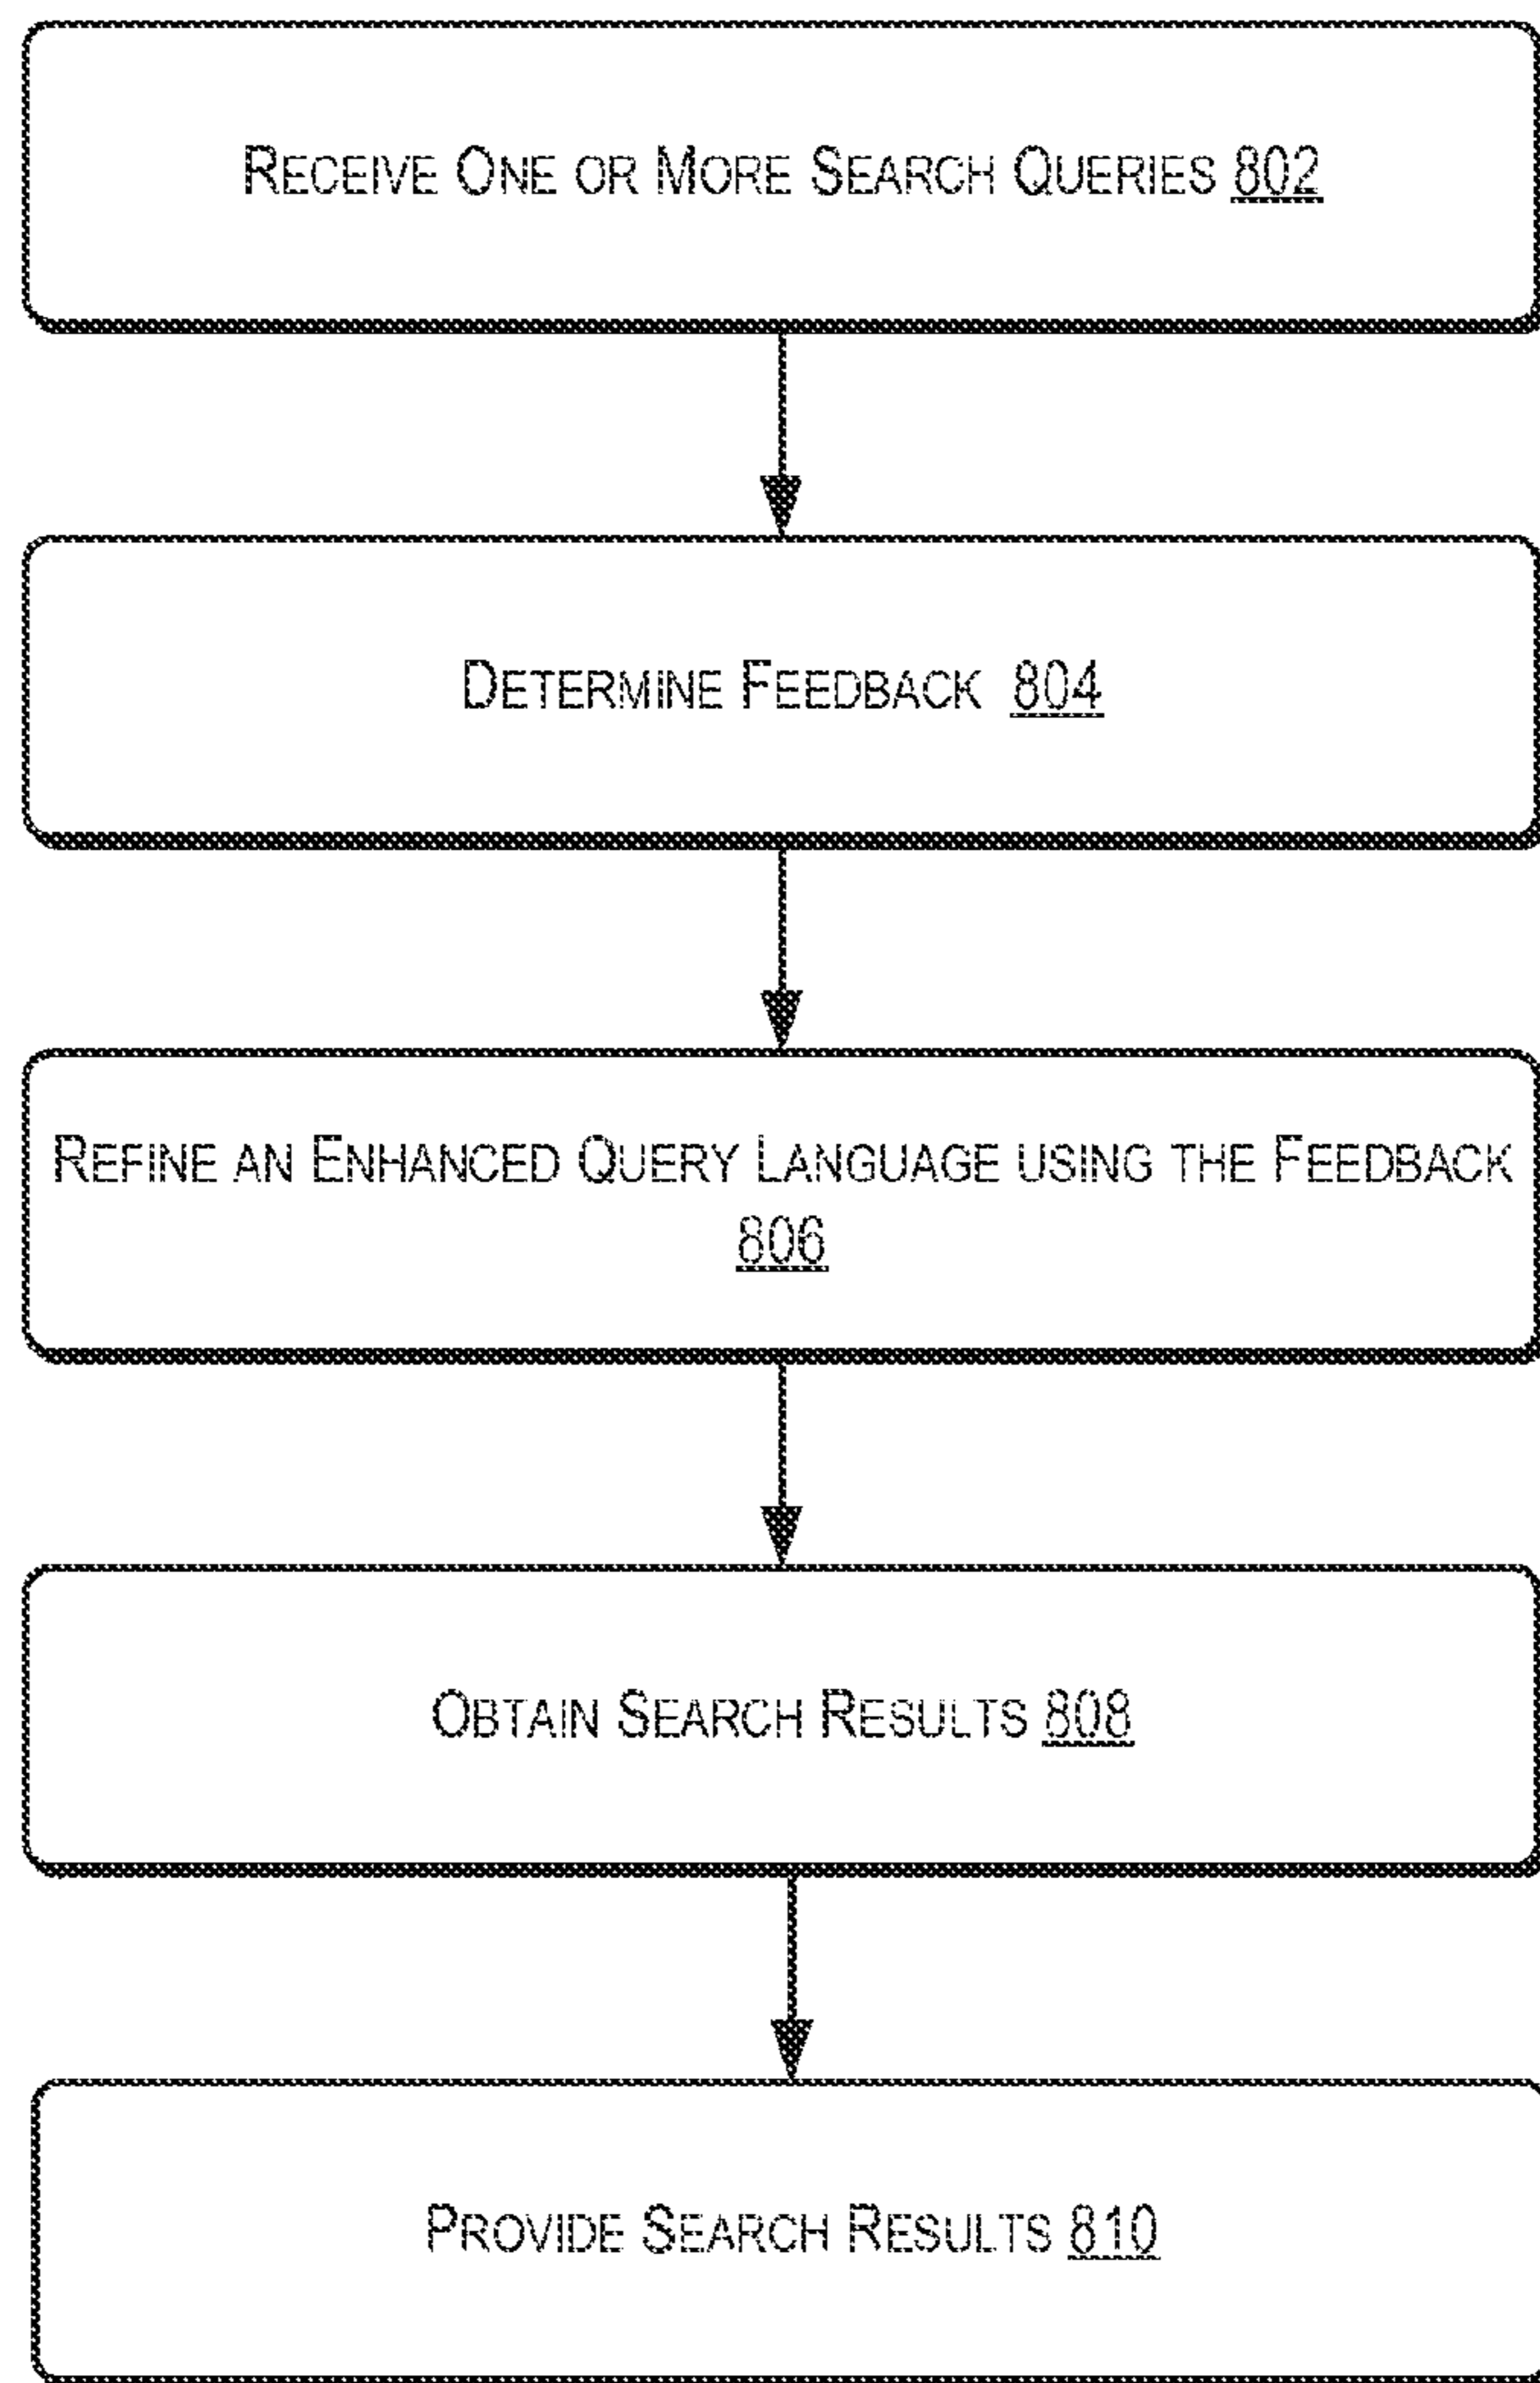 RECEIVE ONE OR MORE SEARCH QUERIES 802
DETERMINE FEEDBACK 804
REFINE AN ENHANCED QUERY LANGUAGE USING THE FEEDBACK
806
OBTAIN SEARCH RESULTS 808
PROVIDE SEARCH RESULTS 810